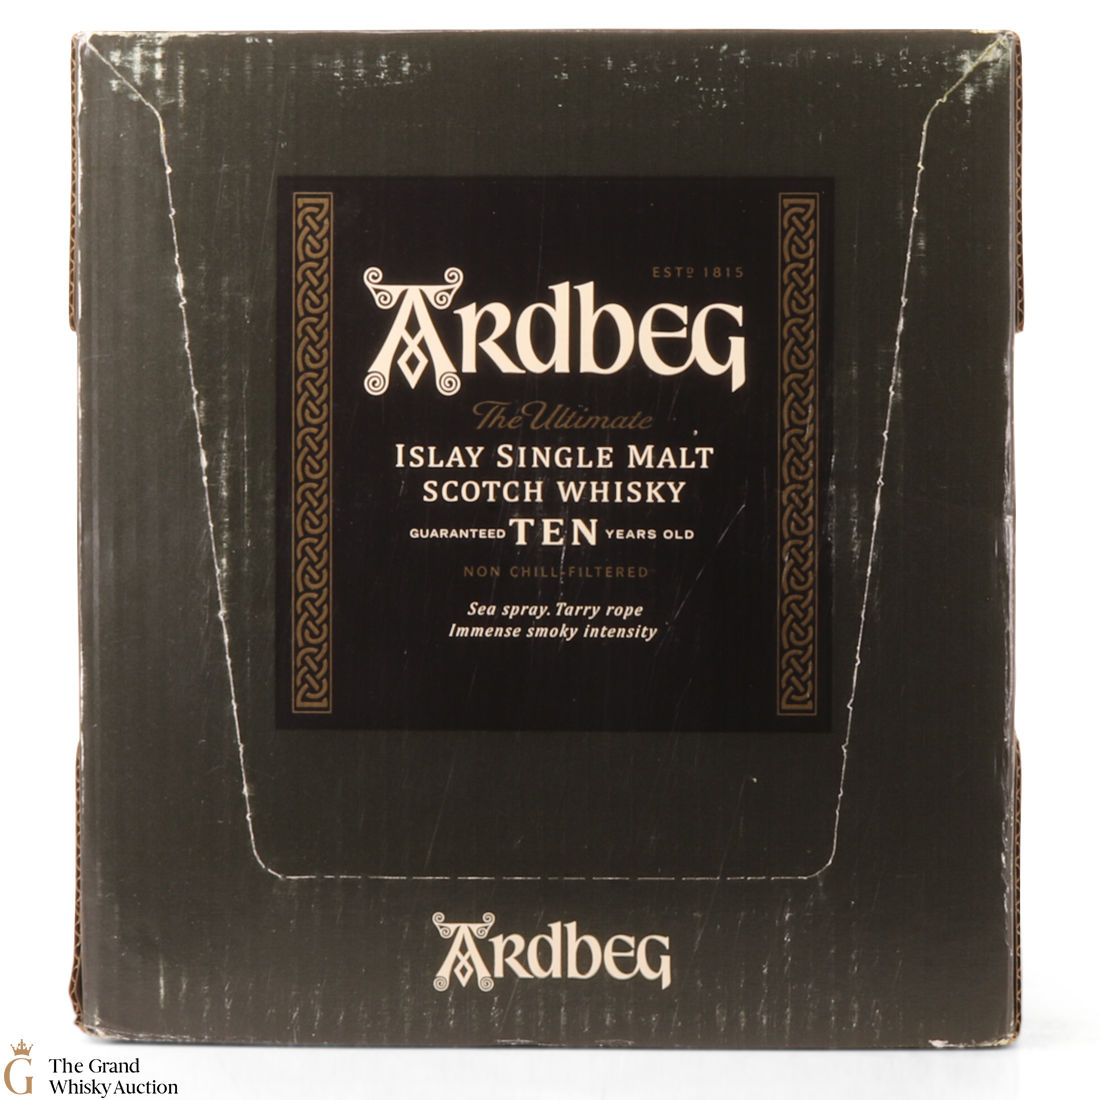 ESTD 1815
ARDBEG
The Ultimate
ISLAY SINGLE MALT
SCOTCH WHISKY
GUARANTEED TEN YEARS OLD
NON CHILL-FILTERED
Sea spray. Tarry rope
Immense smoky intensity
ARDBEG
G The Grand
Whisky Auction